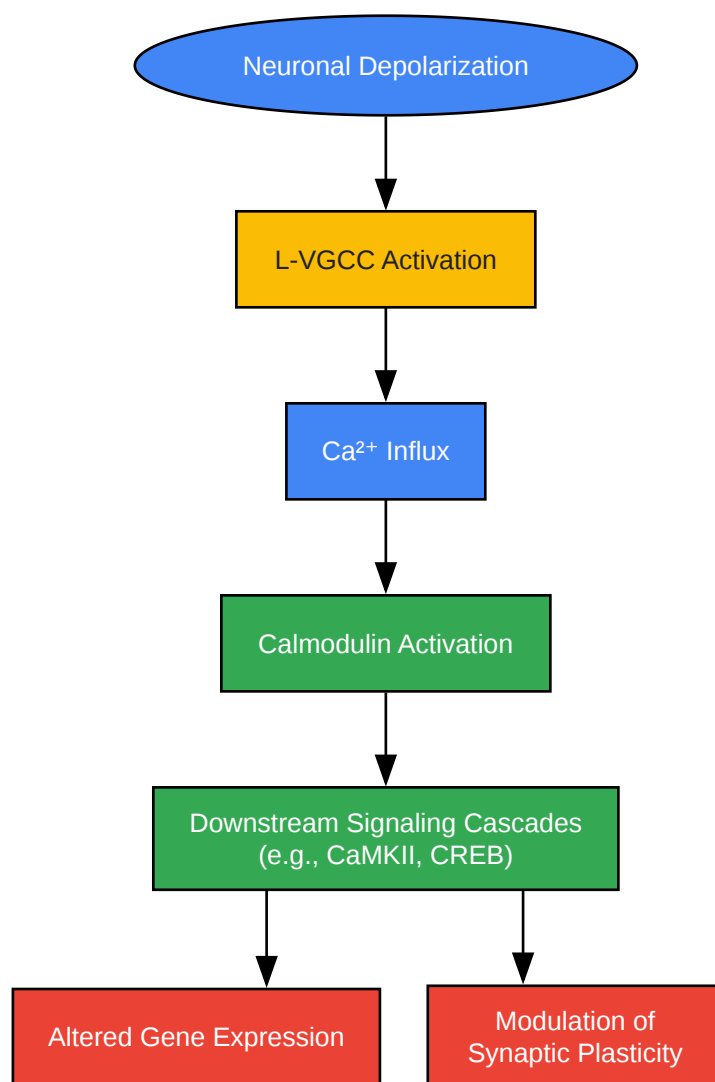 Neuronal Depolarization
L-VGCC Activation
Ca²⁺ Influx
Calmodulin Activation
Downstream Signaling Cascades
(e.g., CaMKII, CREB)
Altered Gene Expression
Modulation of
Synaptic Plasticity